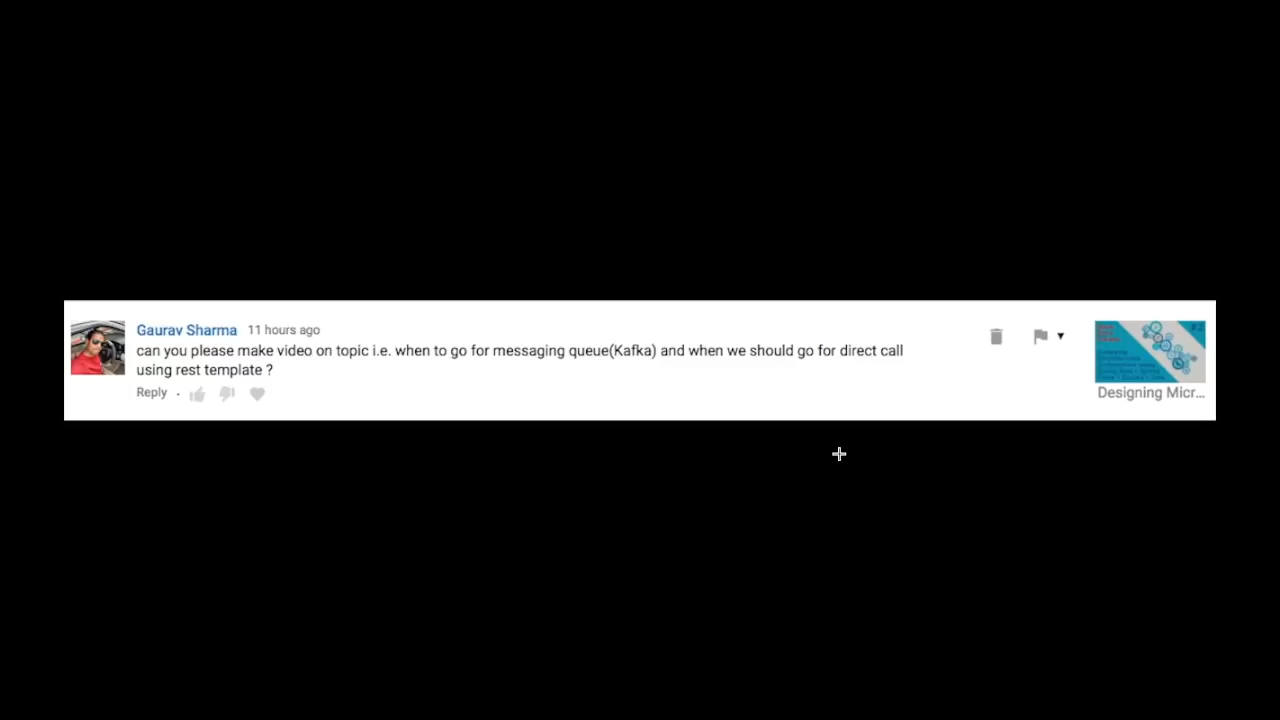 Gaurav Sharma 11 hours ago
can you please make video on topic i.e. when to go for messaging queue(Kafka) and when we should go for direct call
using rest template ?
Reply
#2
Designing Micr...